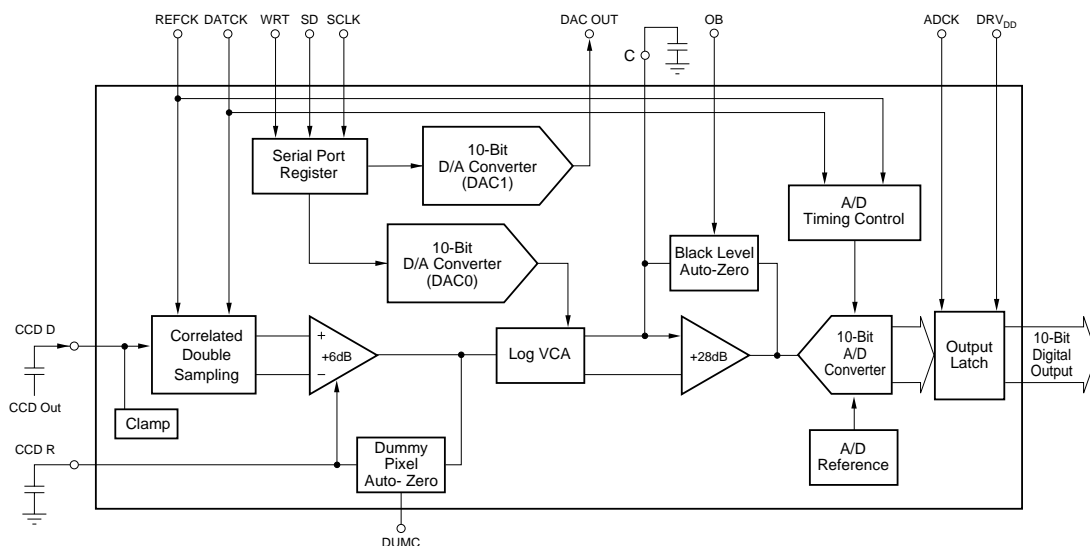 REFCK DATCK WRT SD SCLK DAC OUT C OB ADCK DRVDD
Serial Port
Register
10-Bit
D/A Converter
(DAC1)
A/D
Timing Control
10-Bit
D/A Converter
(DAC0)
Black Level
Auto-Zero
CCD D
CCD Out
Correlated
Double
Sampling
+
+6dB
−
Log VCA
+28dB
10-Bit
A/D
Converter
Output
Latch
10-Bit
Digital
Output
Clamp
CCD R
Dummy
Pixel
Auto- Zero
A/D
Reference
DUMC